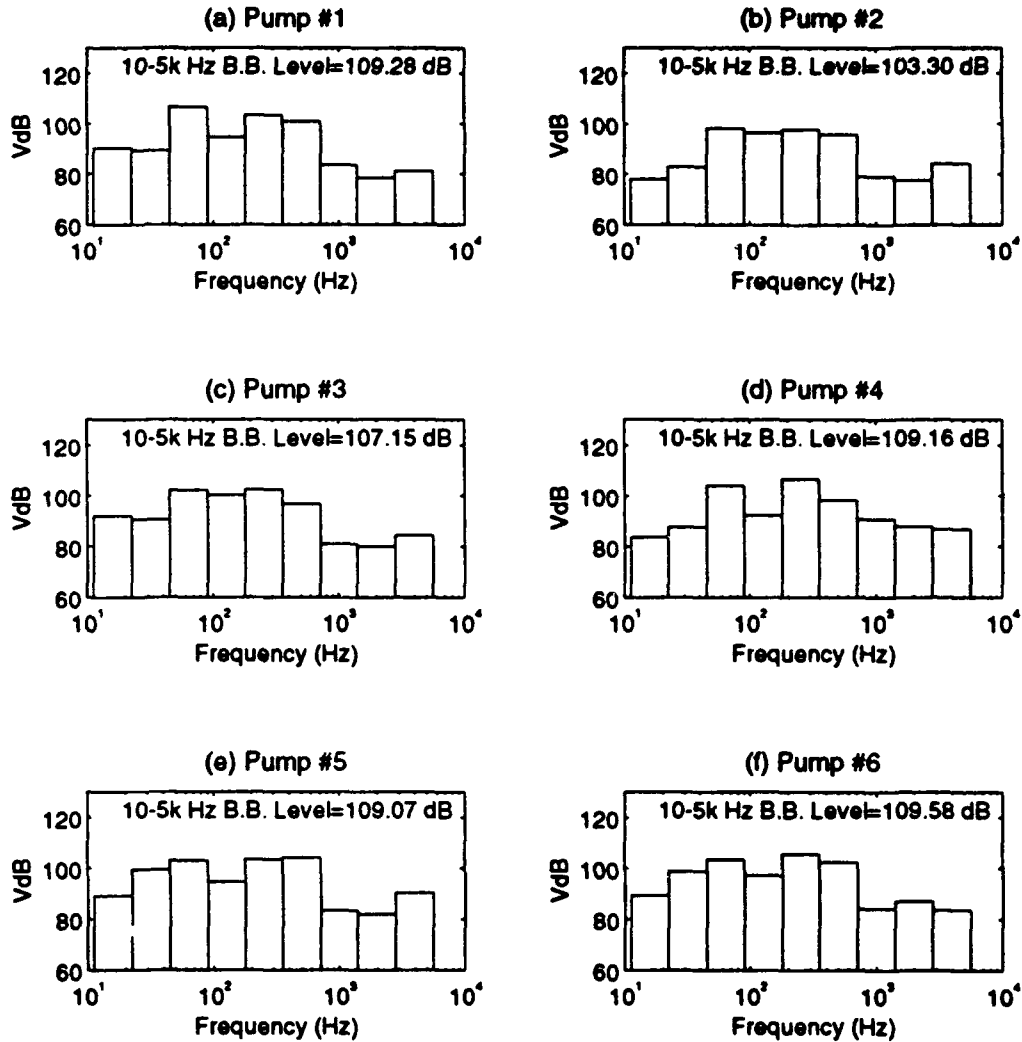 (a) Pump #1
10-5k Hz B.B. Level=109.28 dB
VdB
120
100
80
60
10¹ 10² 10³ 10⁴
Frequency (Hz)
(b) Pump #2
10-5k Hz B.B. Level=103.30 dB
VdB
120
100
80
60
10¹ 10² 10³ 10⁴
Frequency (Hz)
(c) Pump #3
10-5k Hz B.B. Level=107.15 dB
VdB
120
100
80
60
10¹ 10² 10³ 10⁴
Frequency (Hz)
(d) Pump #4
10-5k Hz B.B. Level=109.16 dB
VdB
120
100
80
60
10¹ 10² 10³ 10⁴
Frequency (Hz)
(e) Pump #5
10-5k Hz B.B. Level=109.07 dB
VdB
120
100
80
60
10¹ 10² 10³ 10⁴
Frequency (Hz)
(f) Pump #6
10-5k Hz B.B. Level=109.58 dB
VdB
120
100
80
60
10¹ 10² 10³ 10⁴
Frequency (Hz)